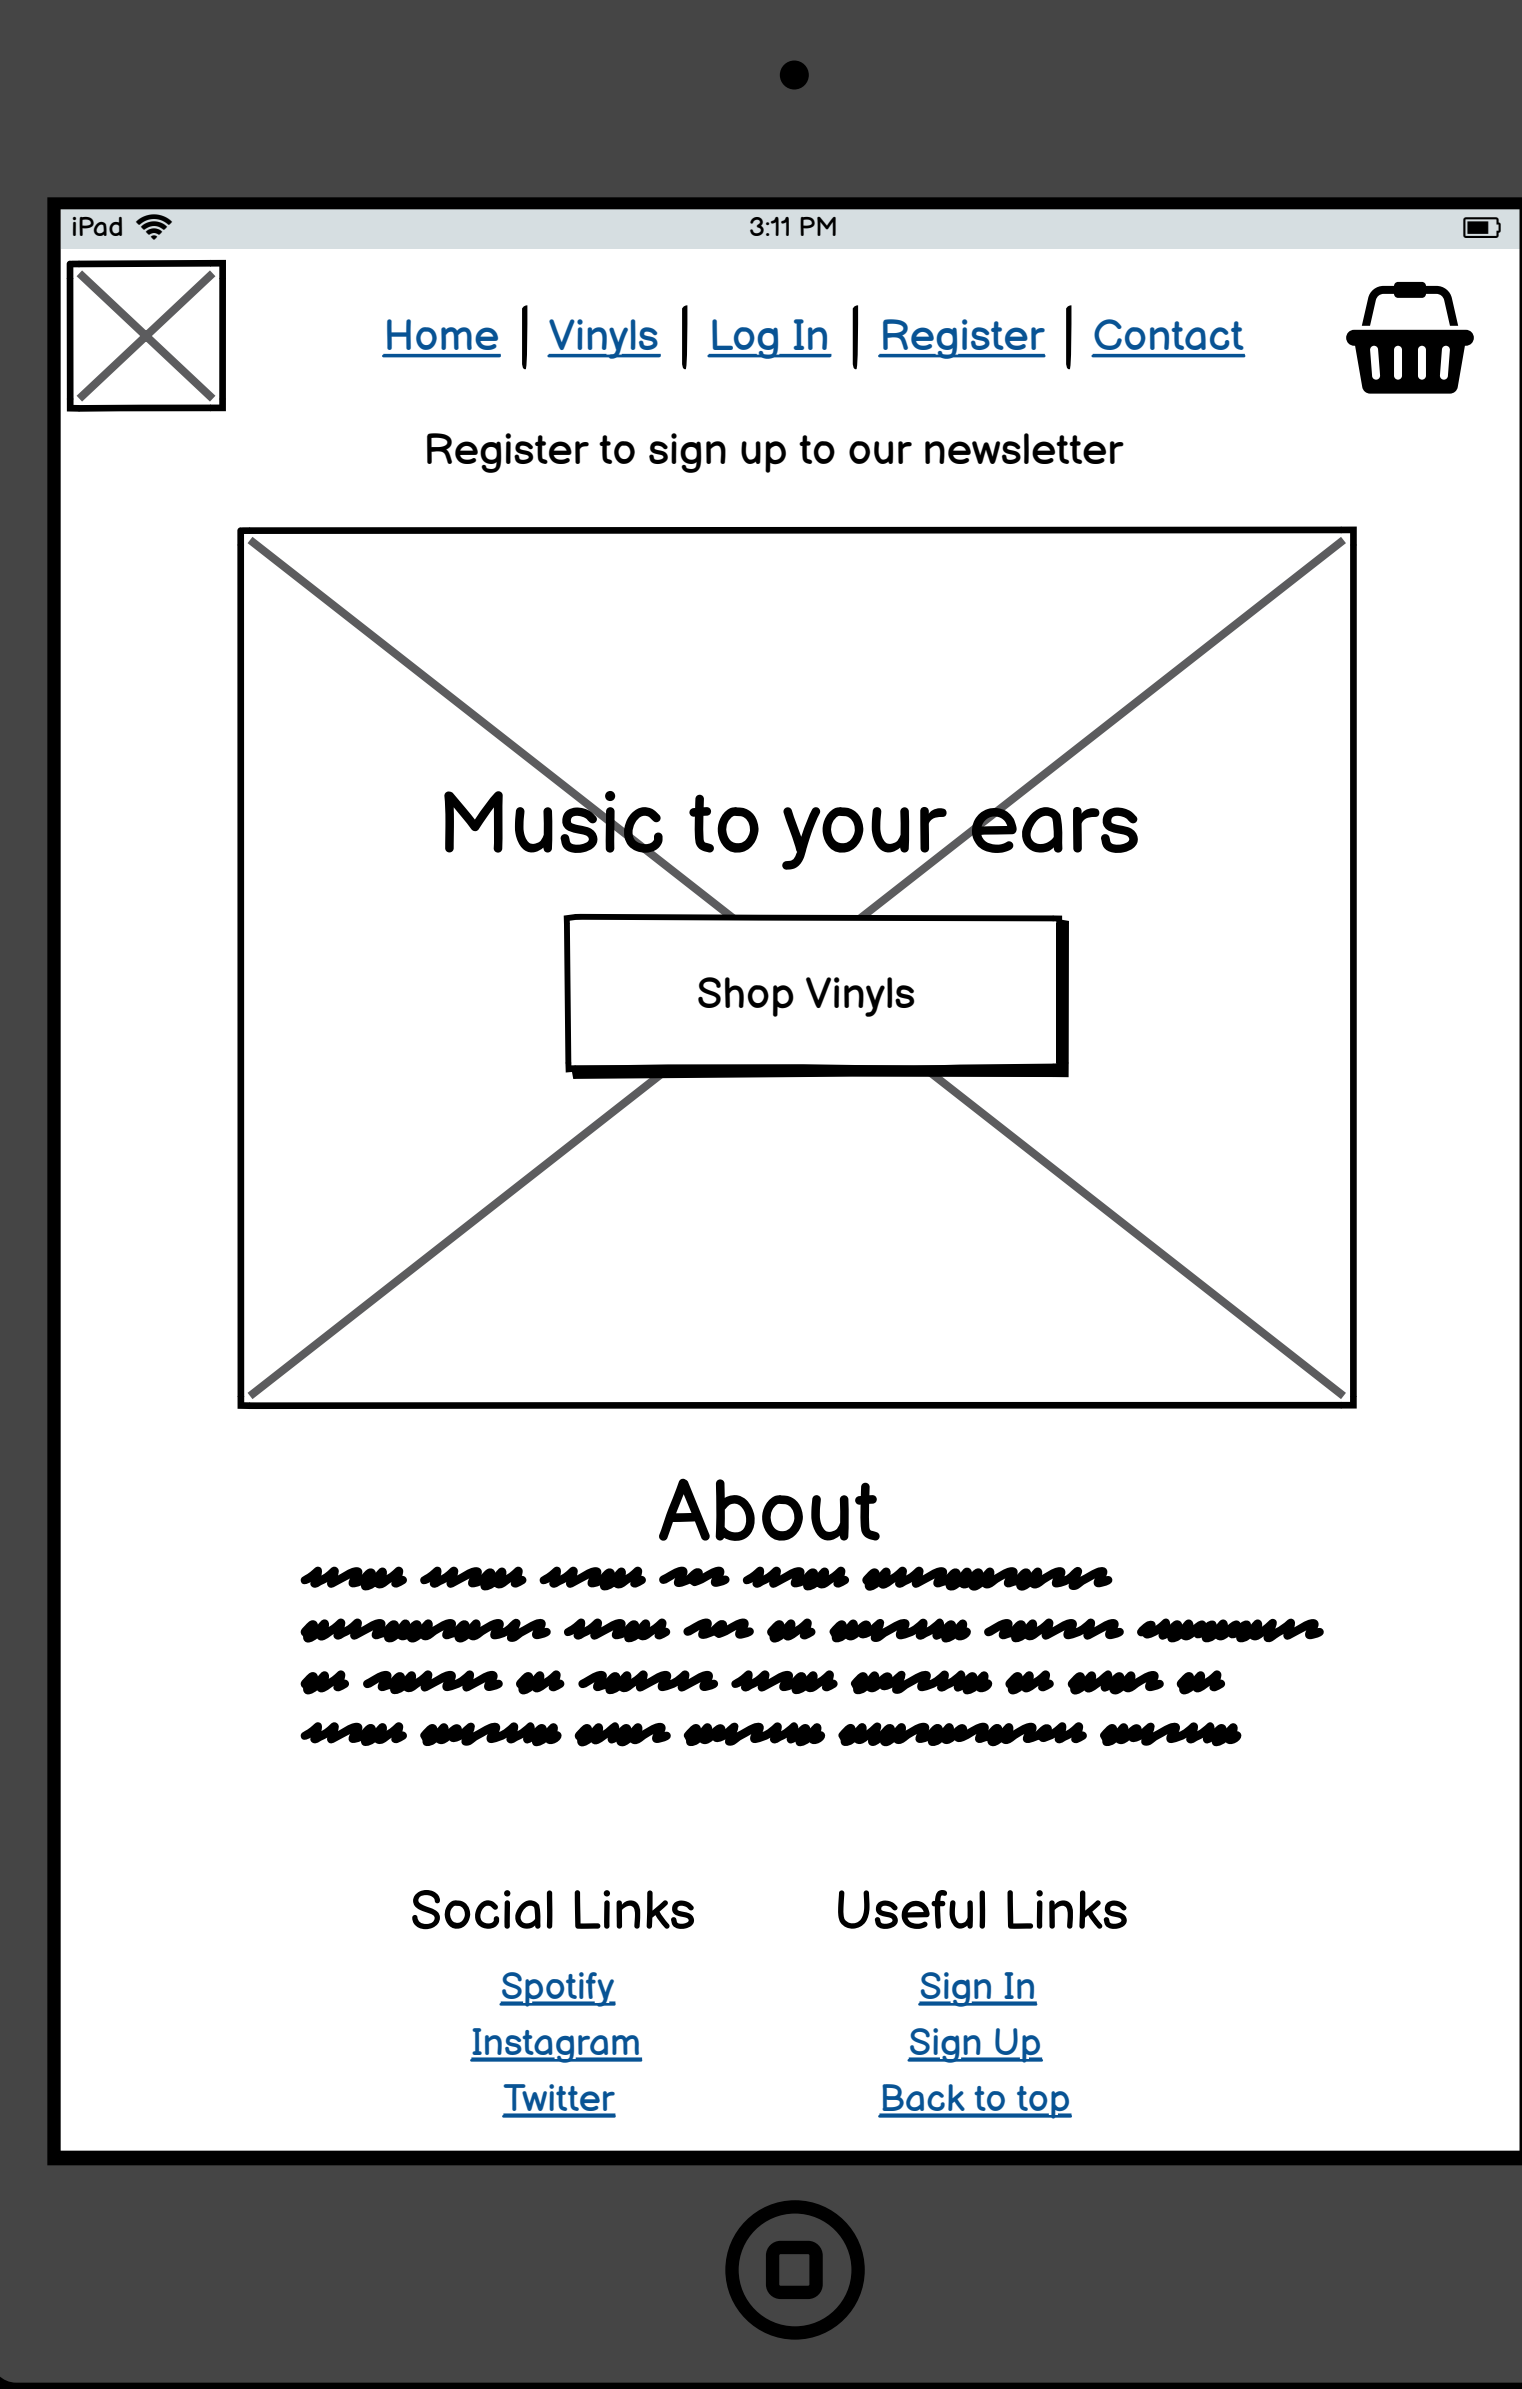 iPad 3:11 PM
Home Vinyls Log In Register Contact
Register to sign up to our newsletter
Music to your ears
Shop Vinyls
About
Social Links Useful Links
Spotify Sign In
Instagram Sign Up
Twitter Back to top